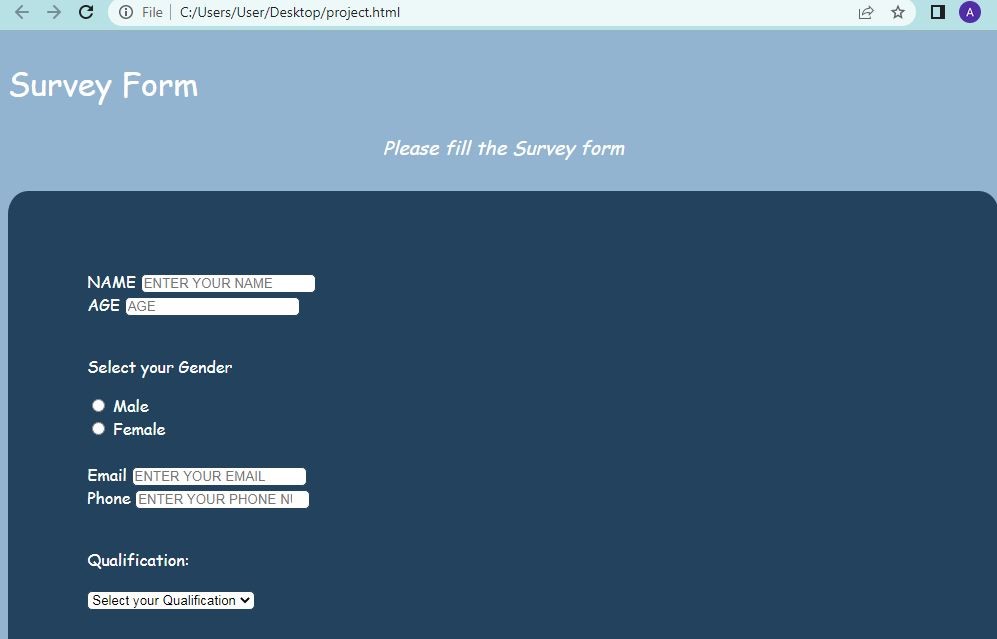 File C:/Users/User/Desktop/project.html A
Survey Form
Please fill the Survey form
NAME ENTER YOUR NAME
AGE AGE
Select your Gender
Male
Female
Email ENTER YOUR EMAIL
Phone ENTER YOUR PHONE NU
Qualification:
Select your Qualification